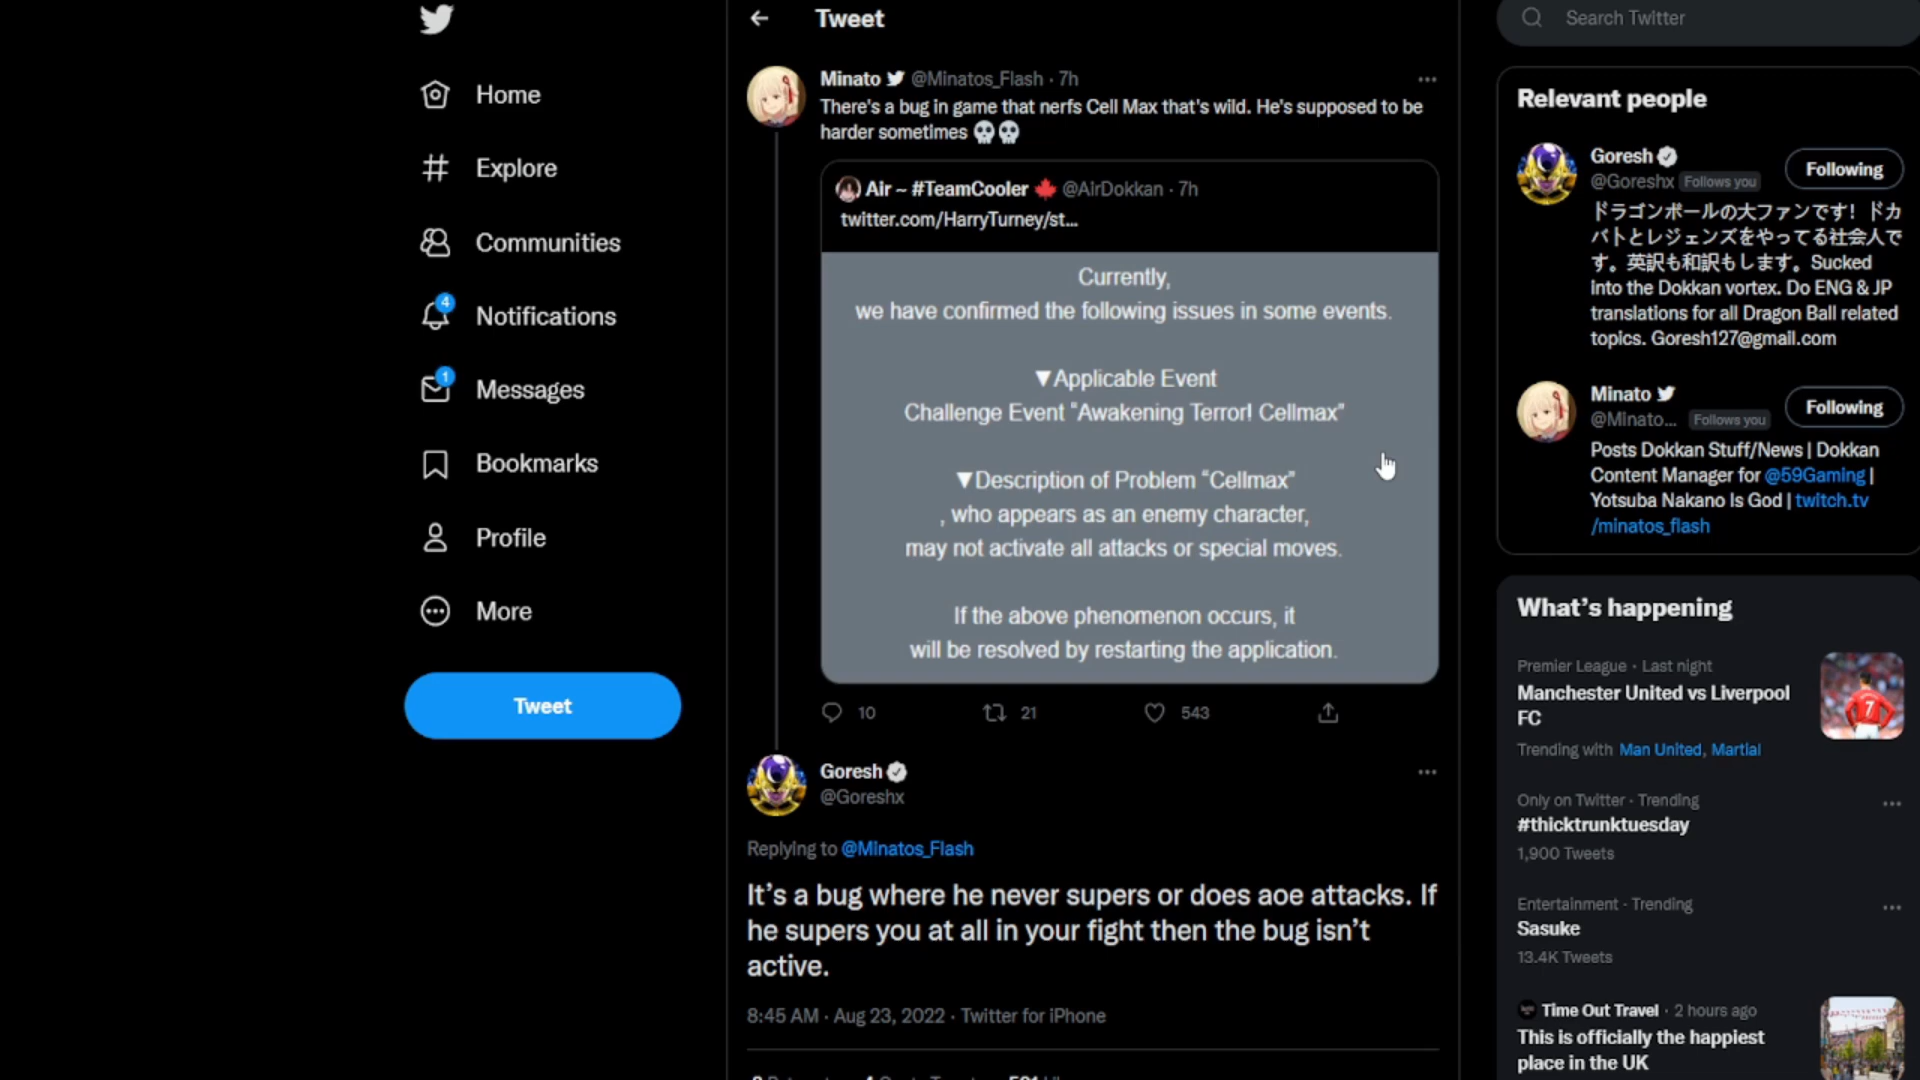 Home
Explore
Communities
4
Notifications
1
Messages
Bookmarks
Profile
More
Tweet
Tweet
Minato @Minatos_Flash · 7h
There's a bug in game that nerfs Cell Max that's wild. He's supposed to be
harder sometimes 💀💀
Air ~ #TeamCooler 🍁 @AirDokkan · 7h
twitter.com/HarryTurney/st...
Currently,
we have confirmed the following issues in some events.
▼Applicable Event
Challenge Event "Awakening Terror! Cellmax"
▼Description of Problem "Cellmax"
, who appears as an enemy character,
may not activate all attacks or special moves.
If the above phenomenon occurs, it
will be resolved by restarting the application.
10 21 543
Goresh
@Goreshx
Replying to @Minatos_Flash
It's a bug where he never supers or does aoe attacks. If
he supers you at all in your fight then the bug isn't
active.
8:45 AM · Aug 23, 2022 · Twitter for iPhone
Search Twitter
Relevant people
Goresh
@Goreshx Follows you
Following
ドラゴンボールの大ファンです！ドカ
バトとレジェンズをやってる社会人で
す。英訳も和訳もします。Sucked
into the Dokkan vortex. Do ENG & JP
translations for all Dragon Ball related
topics. Goresh127@gmail.com
Minato
@Minato... Follows you
Following
Posts Dokkan Stuff/News | Dokkan
Content Manager for @59Gaming |
Yotsuba Nakano Is God | twitch.tv
/minatos_flash
What's happening
Premier League · Last night
Manchester United vs Liverpool
FC
Trending with Man United, Martial
7
Only on Twitter · Trending
#thicktrunktuesday
1,900 Tweets
Entertainment · Trending
Sasuke
13.4K Tweets
Time Out Travel · 2 hours ago
This is officially the happiest
place in the UK